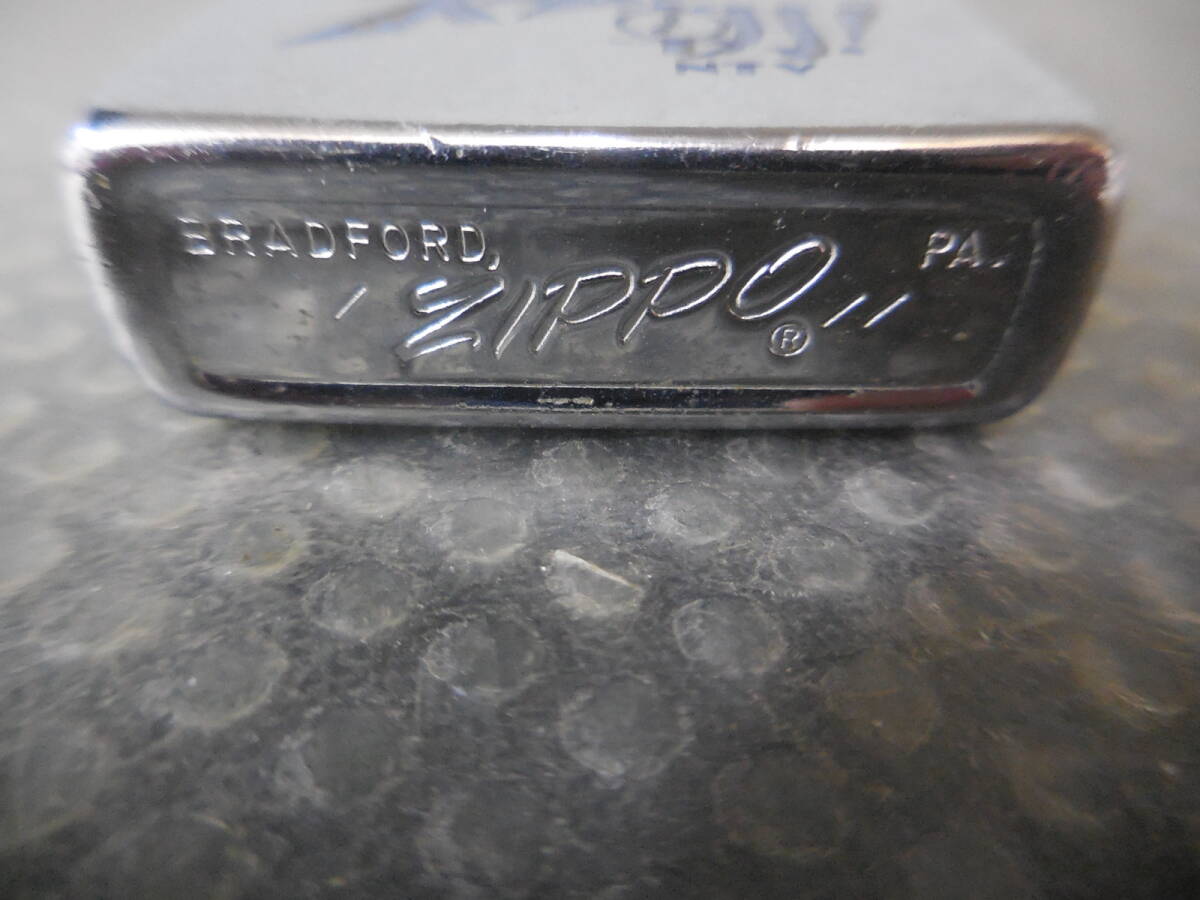 BRADFORD, PA.
/ ZIPPO ® //